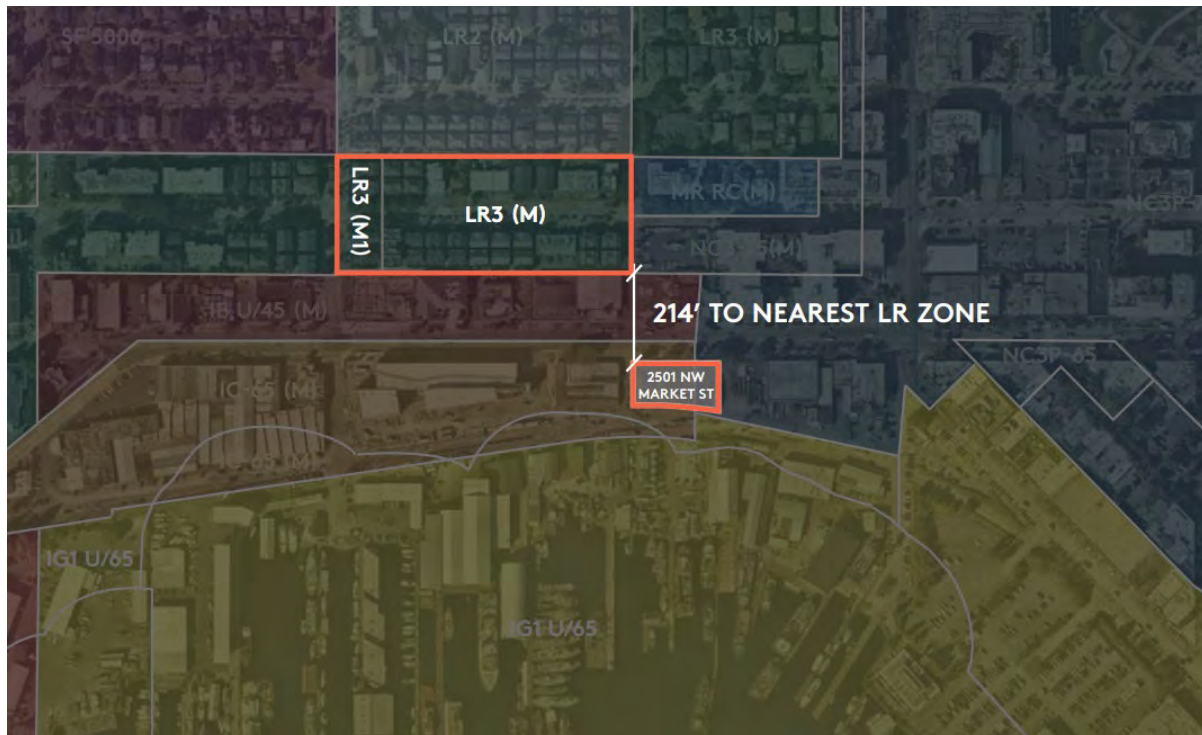 SF 5000
LR2 (M)
LR3 (M)
LR3 (M1)
LR3 (M)
MR RC(M)
NC3P-
IB U/45 (M)
214' TO NEAREST LR ZONE
NC3P-65
2501 NW
MARKET ST
IC-65 (M)
IG1 U/65
IG1 U/65